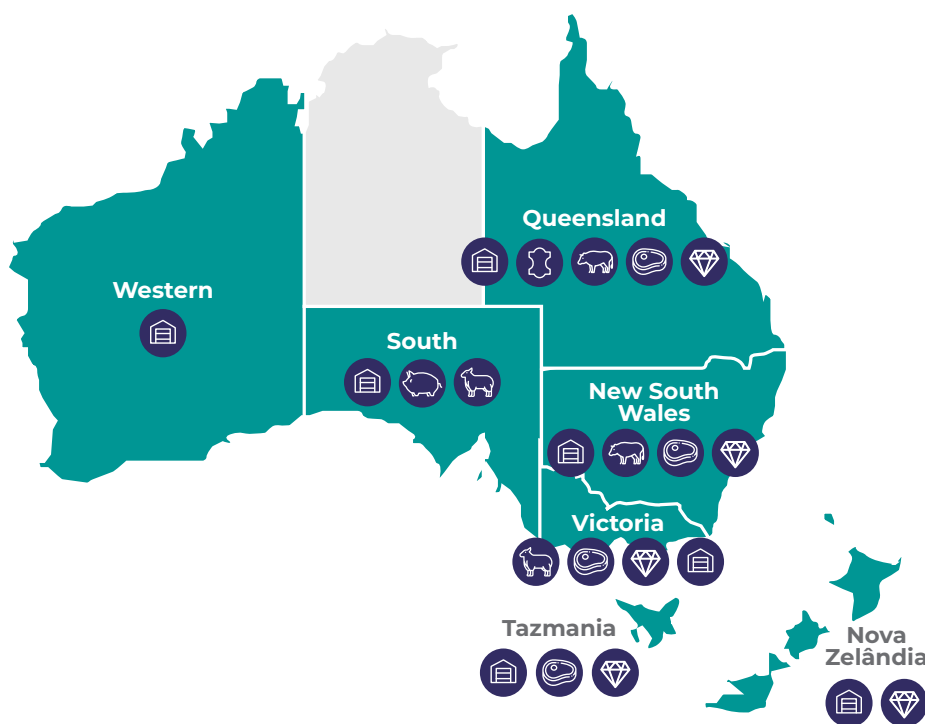 Queensland
Western
South
New South
Wales
Victoria
Tazmania
Nova
Zelândia